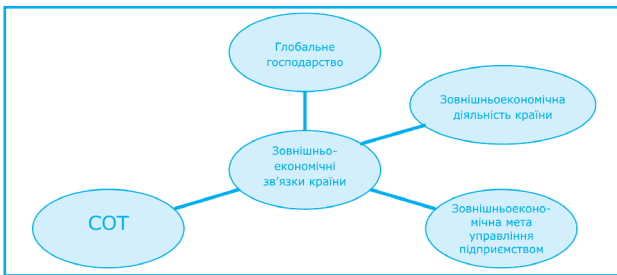 Глобальне
господарство
Зовнішньоекономічна
діяльність країни
Зовнішньо-
економічні
зв’язки країни
СОТ
Зовнішньоеконо-
мічна мета
управління
підприємством